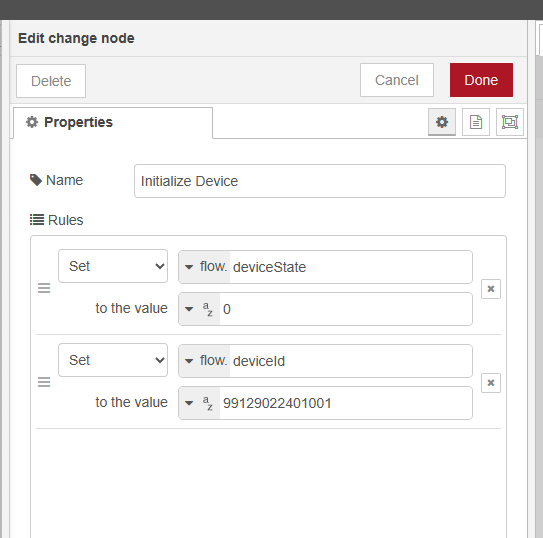 Edit change node
Delete Cancel Done
Properties
Name Initialize Device
Rules
Set flow. deviceState
to the value az 0
Set flow. deviceId
to the value az 99129022401001